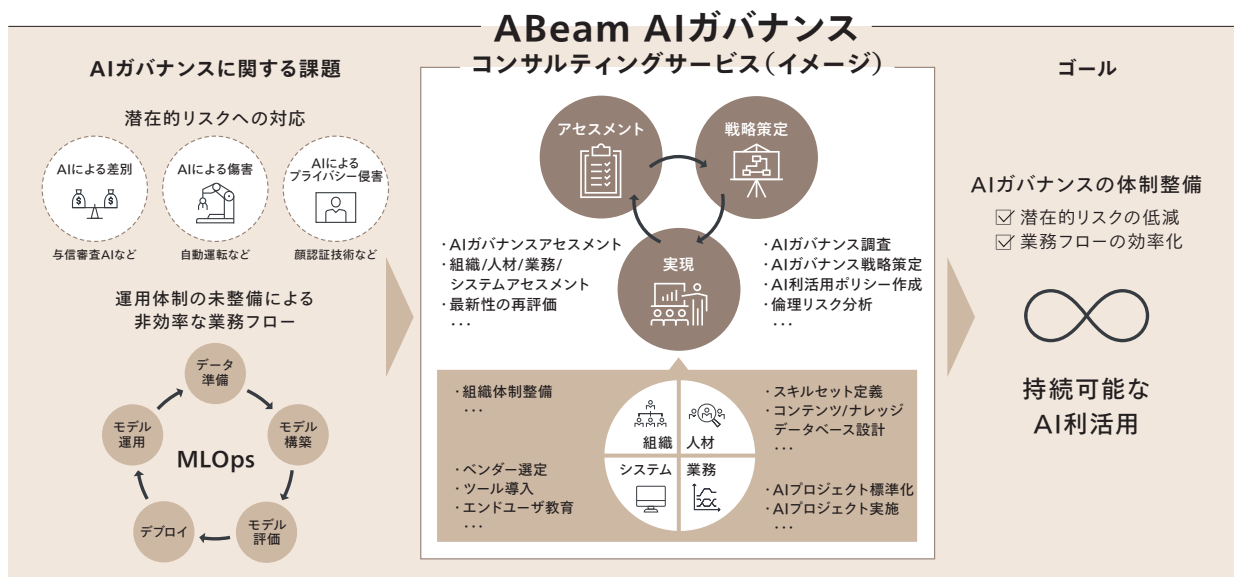 ABeam AIガバナンス
コンサルティングサービス（イメージ）
AIガバナンスに関する課題
潜在的リスクへの対応
AIによる差別
与信審査AIなど
AIによる傷害
自動運転など
AIによる
プライバシー侵害
顔認証技術など
運用体制の未整備による
非効率な業務フロー
データ
準備
モデル
構築
モデル
評価
デプロイ
モデル
運用
MLOps
アセスメント
戦略策定
実現
・AIガバナンスアセスメント
・組織/人材/業務/
システムアセスメント
・最新性の再評価
...
・AIガバナンス調査
・AIガバナンス戦略策定
・AI利活用ポリシー作成
・倫理リスク分析
...
・組織体制整備
...
組織
人材
・スキルセット定義
・コンテンツ/ナレッジ
データベース設計
...
・ベンダー選定
・ツール導入
・エンドユーザ教育
...
システム
業務
・AIプロジェクト標準化
・AIプロジェクト実施
...
ゴール
AIガバナンスの体制整備
☑ 潜在的リスクの低減
☑ 業務フローの効率化
持続可能な
AI利活用